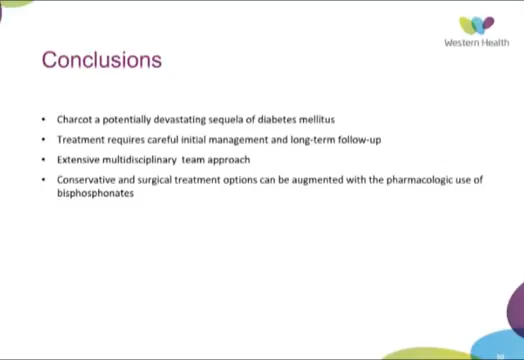 Western Health
Conclusions
• Charcot a potentially devastating sequela of diabetes mellitus
• Treatment requires careful initial management and long-term follow-up
• Extensive multidisciplinary team approach
• Conservative and surgical treatment options can be augmented with the pharmacologic use of
bisphosphonates